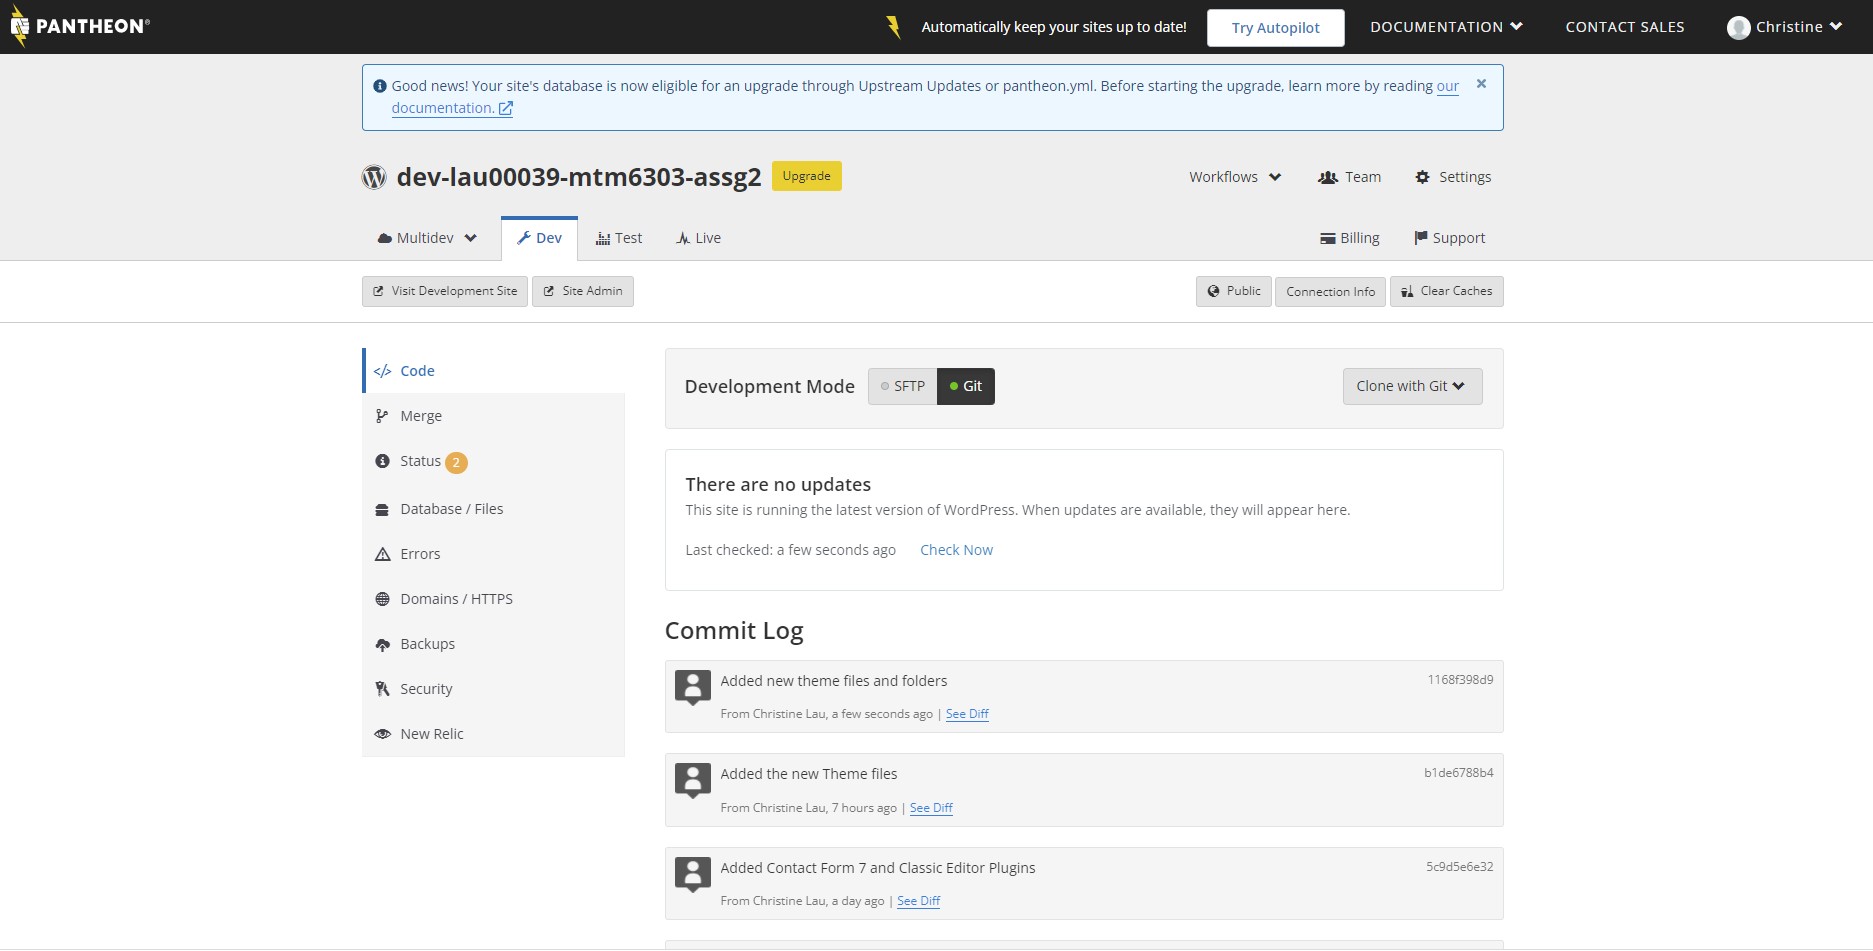 PANTHEON®
Automatically keep your sites up to date!
Try Autopilot
DOCUMENTATION
CONTACT SALES
Christine
Good news! Your site's database is now eligible for an upgrade through Upstream Updates or pantheon.yml. Before starting the upgrade, learn more by reading our
documentation.
dev-lau00039-mtm6303-assg2
Upgrade
Workflows
Team
Settings
Multidev
Dev
Test
Live
Billing
Support
Visit Development Site
Site Admin
Public
Connection Info
Clear Caches
Code
Merge
Status 2
Database / Files
Errors
Domains / HTTPS
Backups
Security
New Relic
Development Mode
SFTP
Git
Clone with Git
There are no updates
This site is running the latest version of WordPress. When updates are available, they will appear here.
Last checked: a few seconds ago Check Now
Commit Log
Added new theme files and folders
1168f398d9
From Christine Lau, a few seconds ago | See Diff
Added the new Theme files
b1de6788b4
From Christine Lau, 7 hours ago | See Diff
Added Contact Form 7 and Classic Editor Plugins
5c9d5e6e32
From Christine Lau, a day ago | See Diff